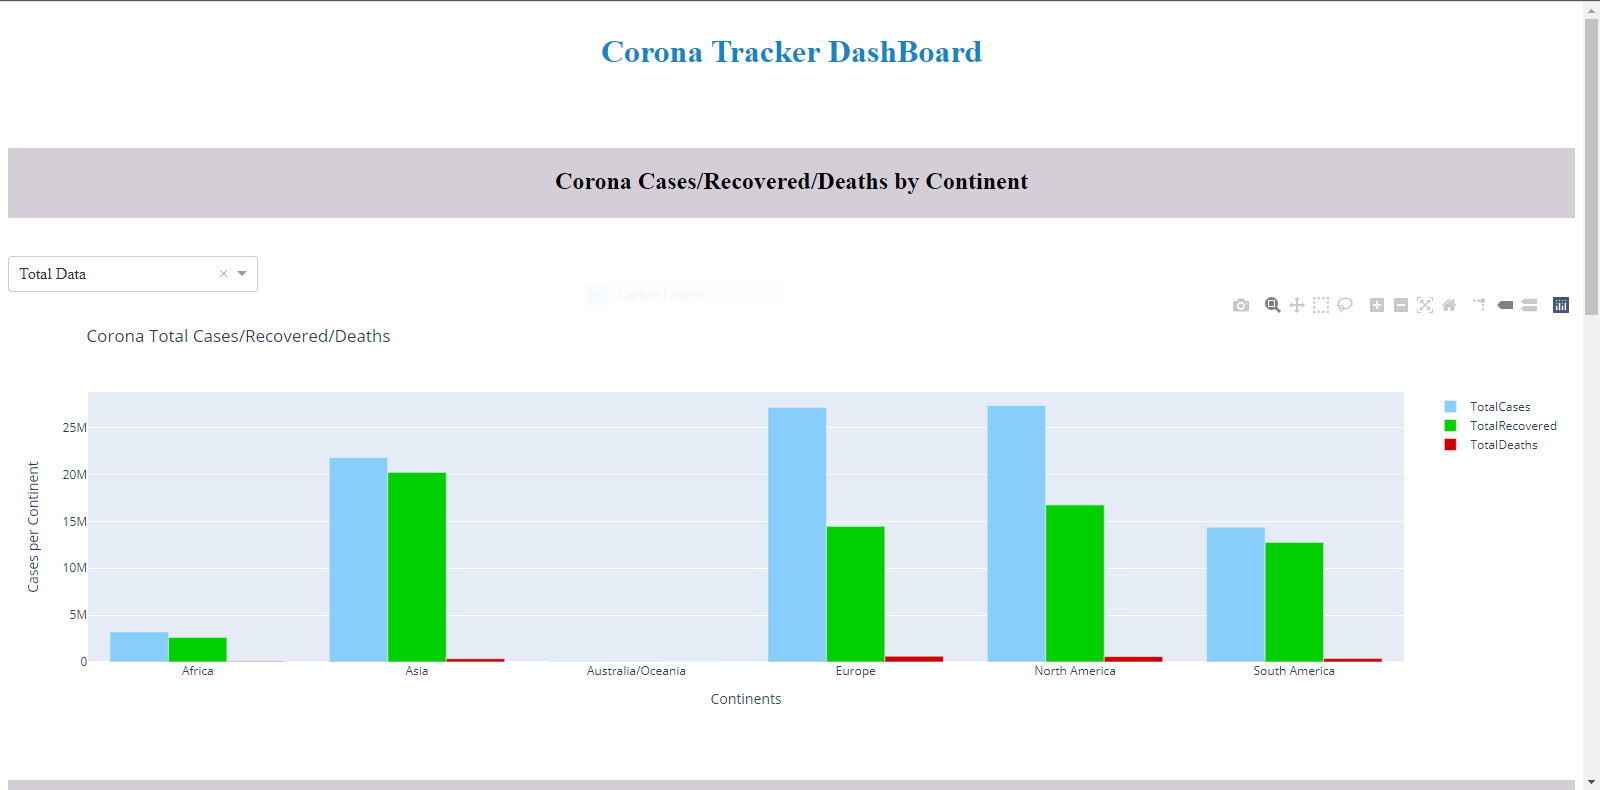 Corona Tracker DashBoard
Corona Cases/Recovered/Deaths by Continent
Total Data
Capture Fenêtre
Corona Total Cases/Recovered/Deaths
TotalCases
TotalRecovered
TotalDeaths
Cases per Continent
25M
20M
15M
10M
5M
0
Africa Asia Australia/Oceania Europe North America South America
Continents